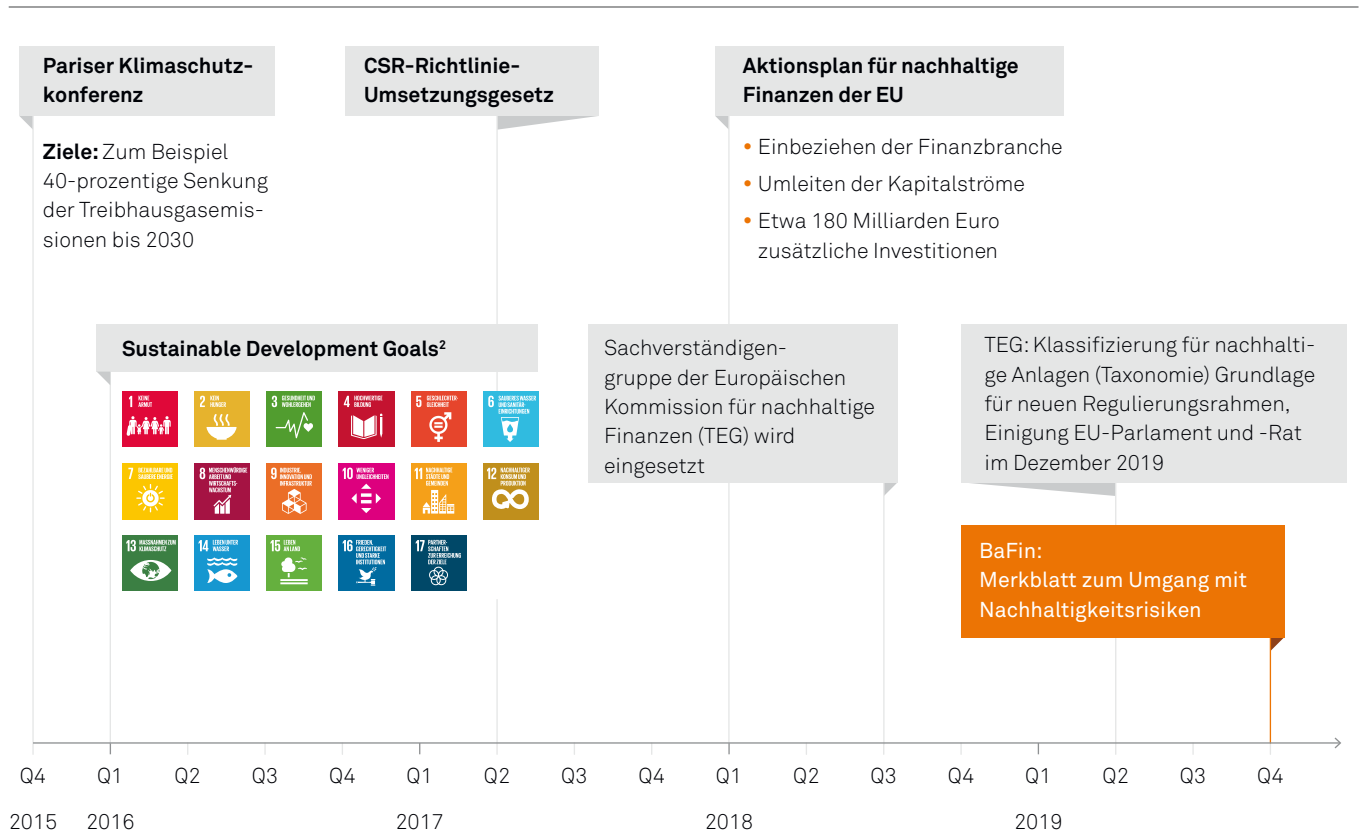 Pariser Klimaschutz-
konferenz
Ziele: Zum Beispiel
40-prozentige Senkung
der Treibhausgasemis-
sionen bis 2030
CSR-Richtlinie-
Umsetzungsgesetz
Aktionsplan für nachhaltige
Finanzen der EU
• Einbeziehen der Finanzbranche
• Umleiten der Kapitalströme
• Etwa 180 Milliarden Euro
zusätzliche Investitionen
Sustainable Development Goals²
1 KEINE
ARMUT
2 KEIN
HUNGER
3 GESUNDHEIT UND
WOHLERGEHEN
4 HOCHWERTIGE
BILDUNG
5 GESCHLECHTER-
GLEICHHEIT
6 SAUBERES WASSER
UND SANITÄR-
EINRICHTUNGEN
7 BEZAHLBARE UND
SAUBERE ENERGIE
8 MENSCHENWÜRDIGE
ARBEIT UND
WIRTSCHAFTS-
WACHSTUM
9 INDUSTRIE,
INNOVATION UND
INFRASTRUKTUR
10 WENIGER
UNGLEICHHEITEN
11 NACHHALTIGE
STÄDTE UND
GEMEINDEN
12 NACHHALTIGER
KONSUM UND
PRODUKTION
13 MASSNAHMEN ZUM
KLIMASCHUTZ
14 LEBEN UNTER
WASSER
15 LEBEN
AN LAND
16 FRIEDEN,
GERECHTIGKEIT
UND STARKE
INSTITUTIONEN
17 PARTNER-
SCHAFTEN
ZUR ERREICHUNG
DER ZIELE
Sachverständigen-
gruppe der Europäischen
Kommission für nachhaltige
Finanzen (TEG) wird
eingesetzt
TEG: Klassifizierung für nachhalti-
ge Anlagen (Taxonomie) Grundlage
für neuen Regulierungsrahmen,
Einigung EU-Parlament und -Rat
im Dezember 2019
BaFin:
Merkblatt zum Umgang mit
Nachhaltigkeitsrisiken
Q4 Q1 Q2 Q3 Q4 Q1 Q2 Q3 Q4 Q1 Q2 Q3 Q4 Q1 Q2 Q3 Q4
2015 2016 2017 2018 2019